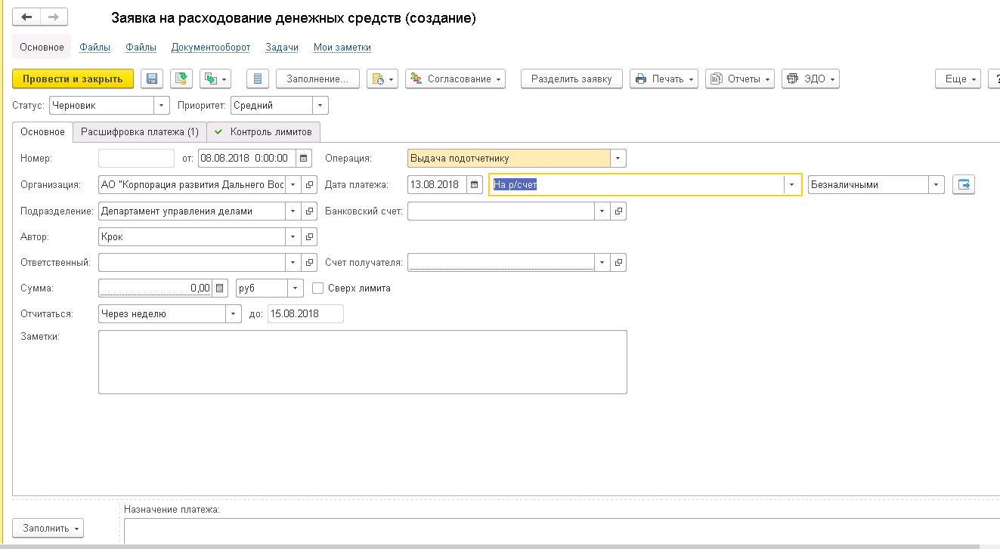 Заявка на расходование денежных средств (создание)
Основное Файлы Файлы Документооборот Задачи Мои заметки
Провести и закрыть Заполнение... Согласование Разделить заявку Печать Отчеты ЭДО Еще ?
Статус: Черновик Приоритет: Средний
Основное Расшифровка платежа (1) Контроль лимитов
Номер: от: 08.08.2018 0:00:00 Операция: Выдача подотчетнику
Организация: АО "Корпорация развития Дальнего Вос Дата платежа: 13.08.2018 На р/счет Безналичными
Подразделение: Департамент управления делами Банковский счет:
Автор: Крок
Ответственный: Счет получателя:
Сумма: 0,00 руб Сверх лимита
Отчитаться: Через неделю до: 15.08.2018
Заметки:
Назначение платежа:
Заполнить